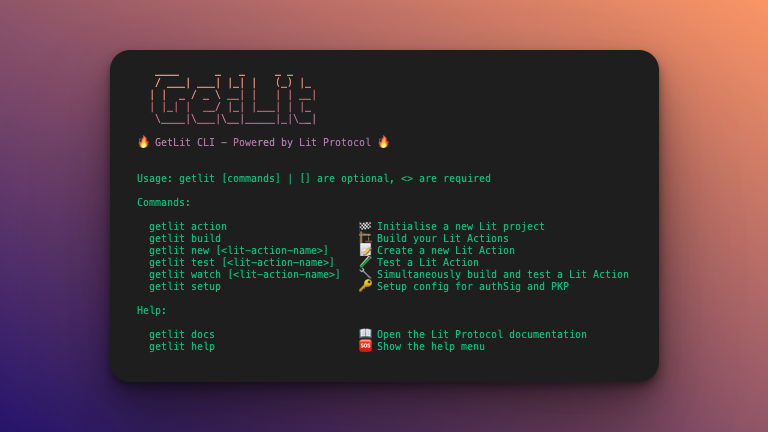 GetLit
🔥 GetLit CLI – Powered by Lit Protocol 🔥
Usage: getlit [commands] | [] are optional, <> are required
Commands:
getlit action 🏁 Initialise a new Lit project
getlit build 🏗 Build your Lit Actions
getlit new [<lit-action-name>] 📝 Create a new Lit Action
getlit test [<lit-action-name>] 🧪 Test a Lit Action
getlit watch [<lit-action-name>] 🔧 Simultaneously build and test a Lit Action
getlit setup 🔑 Setup config for authSig and PKP
Help:
getlit docs 📖 Open the Lit Protocol documentation
getlit help 🆘 Show the help menu